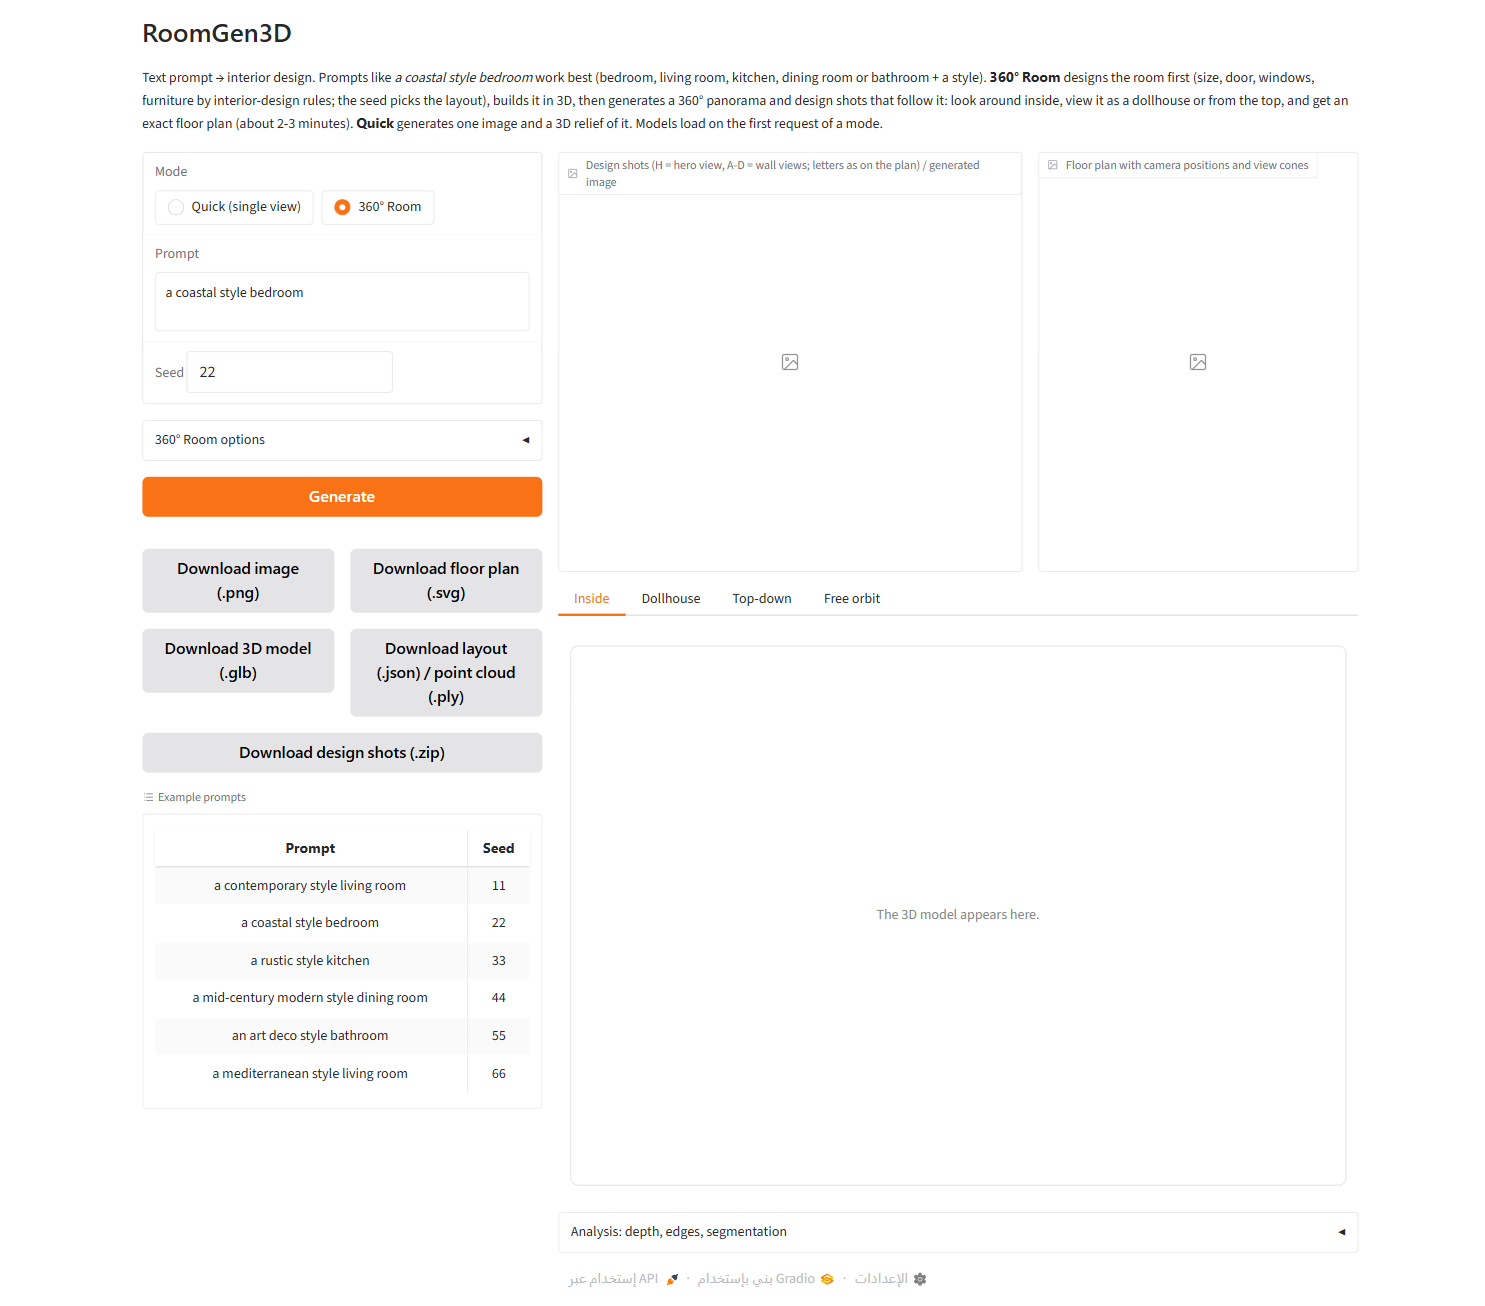 RoomGen3D
Text prompt → interior design. Prompts like a coastal style bedroom work best (bedroom, living room, kitchen, dining room or bathroom + a style). 360° Room designs the room first (size, door, windows,
furniture by interior-design rules; the seed picks the layout), builds it in 3D, then generates a 360° panorama and design shots that follow it: look around inside, view it as a dollhouse or from the top, and get an
exact floor plan (about 2-3 minutes). Quick generates one image and a 3D relief of it. Models load on the first request of a mode.
Mode
Quick (single view)
360° Room
Prompt
a coastal style bedroom
Seed
22
360° Room options
Generate
Download image
(.png)
Download floor plan
(.svg)
Download 3D model
(.glb)
Download layout
(.json) / point cloud
(.ply)
Download design shots (.zip)
Example prompts
Prompt Seed
a contemporary style living room 11
a coastal style bedroom 22
a rustic style kitchen 33
a mid-century modern style dining room 44
an art deco style bathroom 55
a mediterranean style living room 66
Design shots (H = hero view, A-D = wall views; letters as on the plan) / generated
image
Floor plan with camera positions and view cones
Inside
Dollhouse
Top-down
Free orbit
The 3D model appears here.
Analysis: depth, edges, segmentation
إستخدام عبر API · بني بإستخدام Gradio · الإعدادات